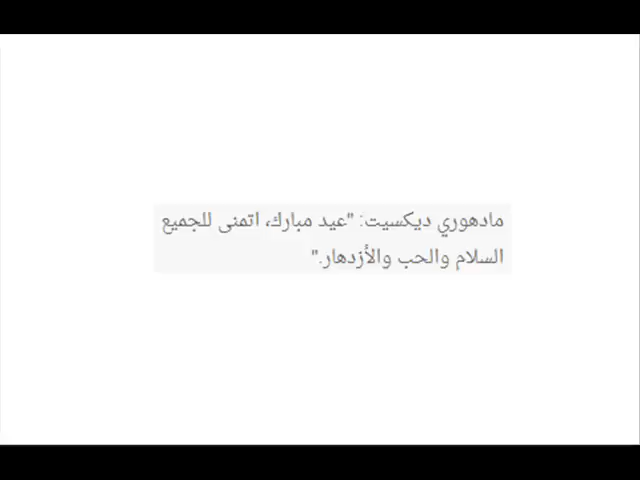 مادهوري ديكسيت: "عيد مبارك، اتمنى للجميع
السلام والحب والأزدهار."